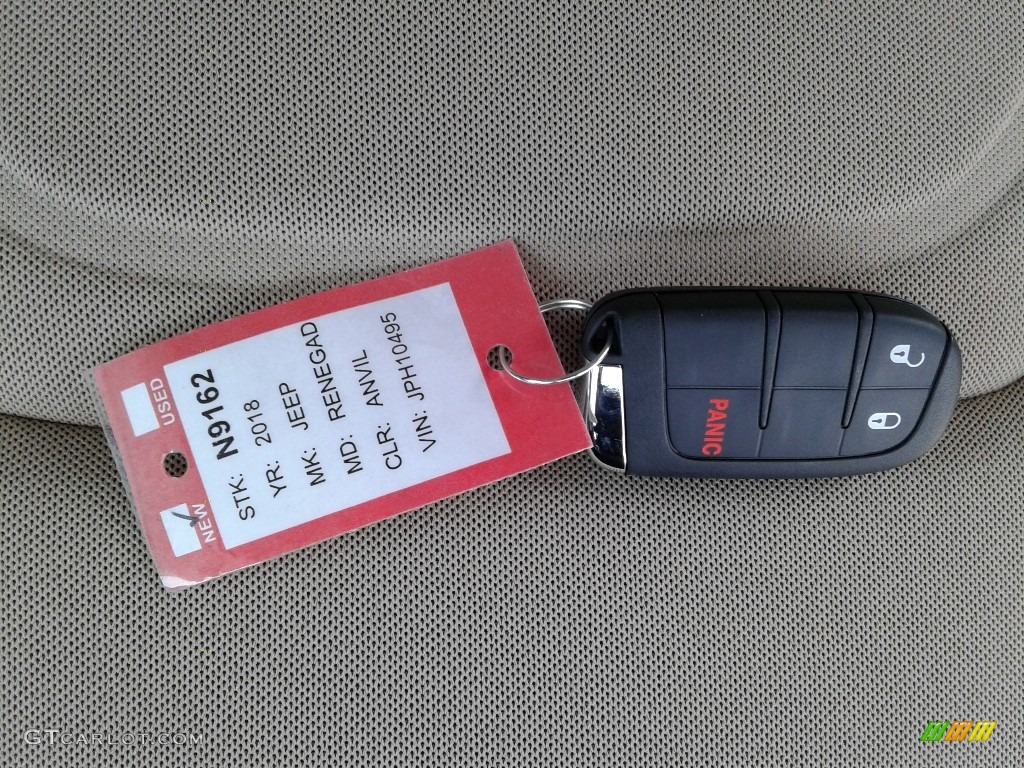 USED
NEW
STK: N9162
YR: 2018
MK: JEEP
MD: RENEGAD
CLR: ANVIL
VIN: JPH10495
PANIC
GTCARLOT.COM